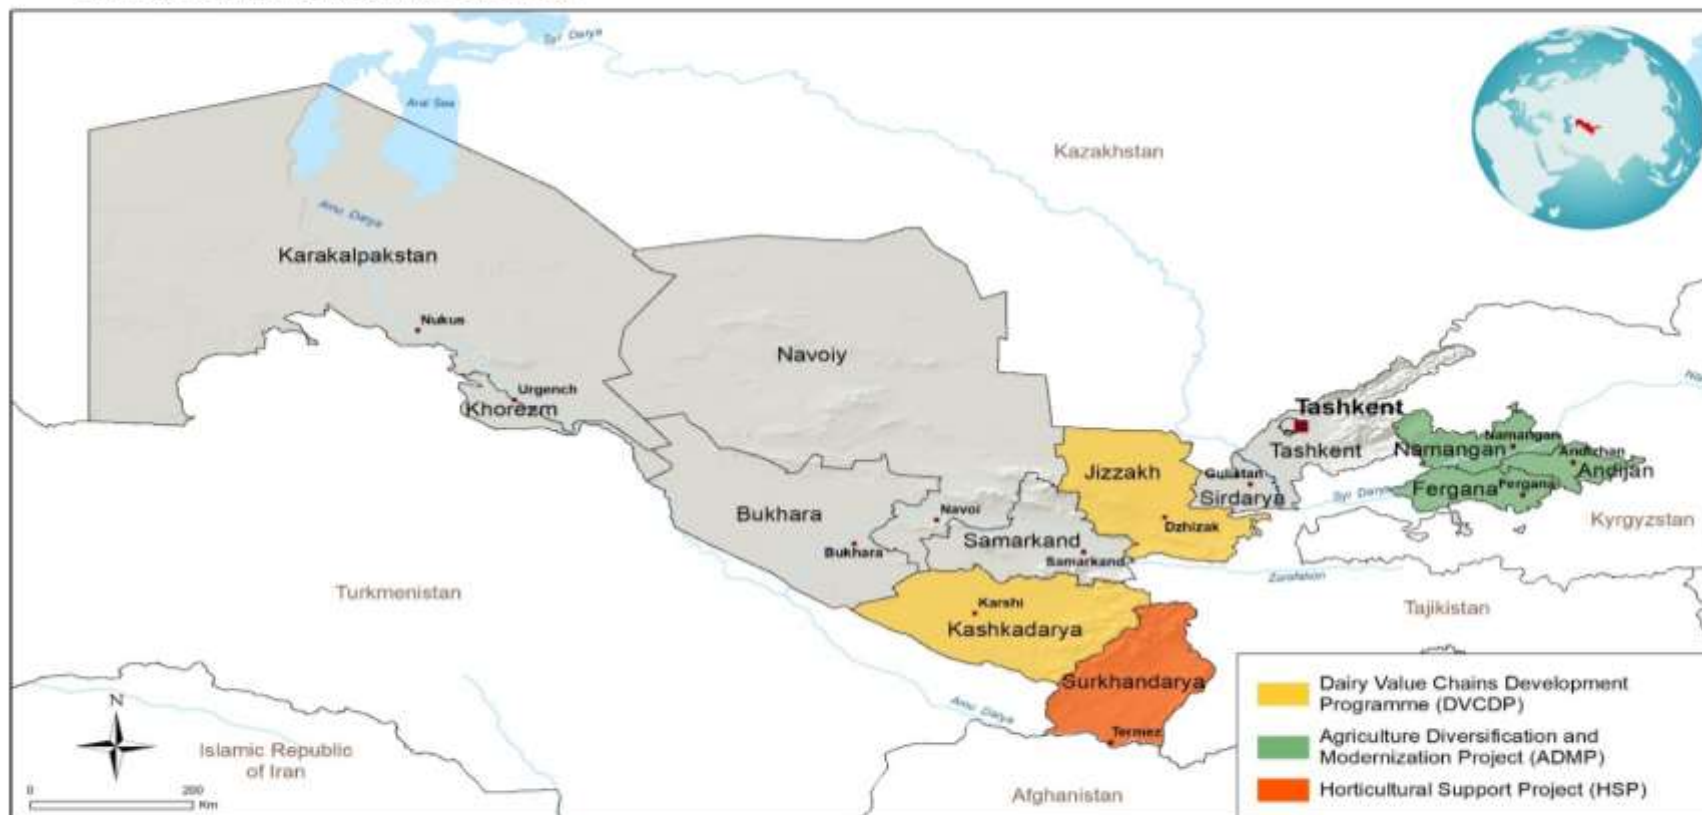 Syr Darya
Aral Sea
Kazakhstan
Amu Darya
Karakalpakstan
Nukus
Navoiy
Urgench
Khorezm
Tashkent
Tashkent
Jizzakh
Gulistan
Sirdarya
Namangan
Namangan
Andizhan
Andijan
Fergana
Fergana
Syr Darya
Kyrgyzstan
Bukhara
Navoi
Dzhizak
Samarkand
Bukhara
Samarkand
Zarafshon
Turkmenistan
Karshi
Kashkadarya
Tajikistan
Surkhandarya
Amu Darya
Termez
N
Islamic Republic
of Iran
Afghanistan
0 200
Km
Dairy Value Chains Development
Programme (DVCDP)
Agriculture Diversification and
Modernization Project (ADMP)
Horticultural Support Project (HSP)